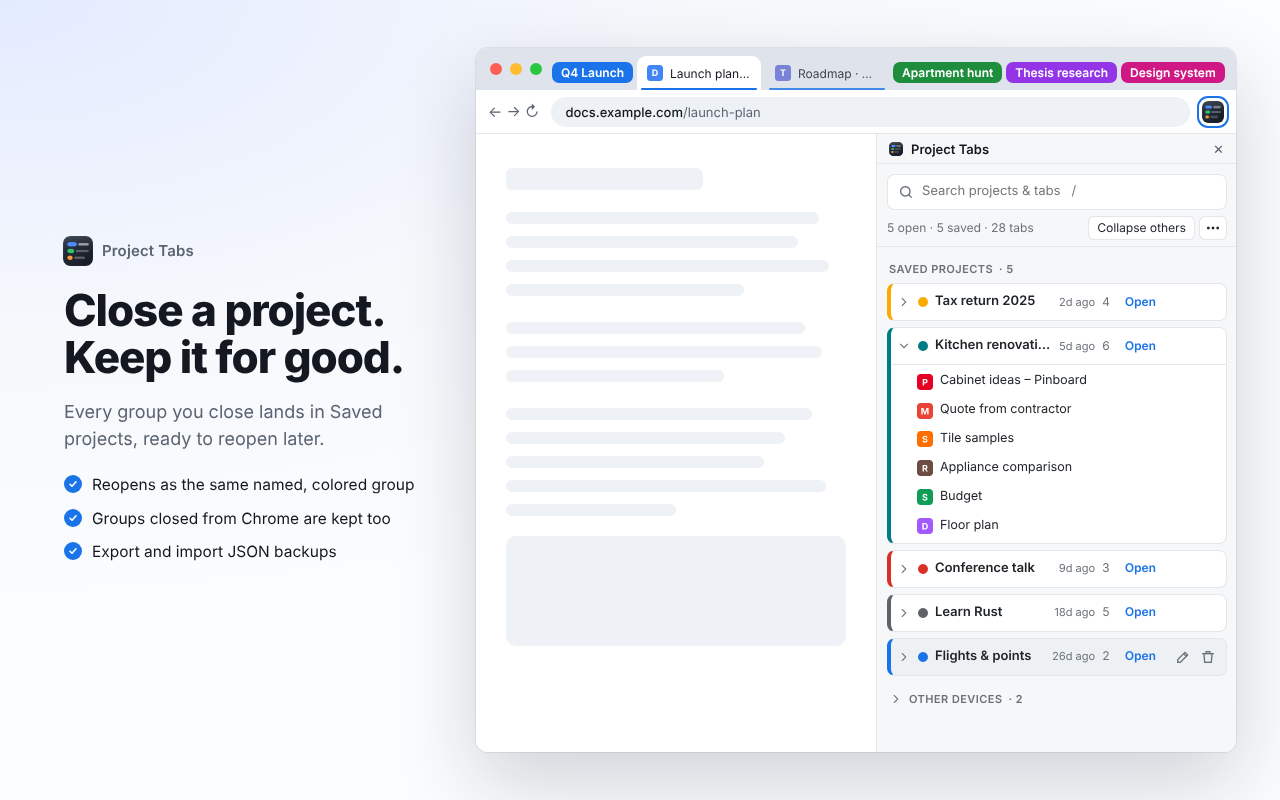 Project Tabs
Close a project.
Keep it for good.
Every group you close lands in Saved
projects, ready to reopen later.
Reopens as the same named, colored group
Groups closed from Chrome are kept too
Export and import JSON backups
Q4 Launch
D Launch plan...
T Roadmap · ...
Apartment hunt
Thesis research
Design system
docs.example.com/launch-plan
Project Tabs
Search projects & tabs /
5 open · 5 saved · 28 tabs
Collapse others
SAVED PROJECTS · 5
Tax return 2025 2d ago 4 Open
Kitchen renovati... 5d ago 6 Open
P Cabinet ideas – Pinboard
M Quote from contractor
S Tile samples
R Appliance comparison
S Budget
D Floor plan
Conference talk 9d ago 3 Open
Learn Rust 18d ago 5 Open
Flights & points 26d ago 2 Open
OTHER DEVICES · 2